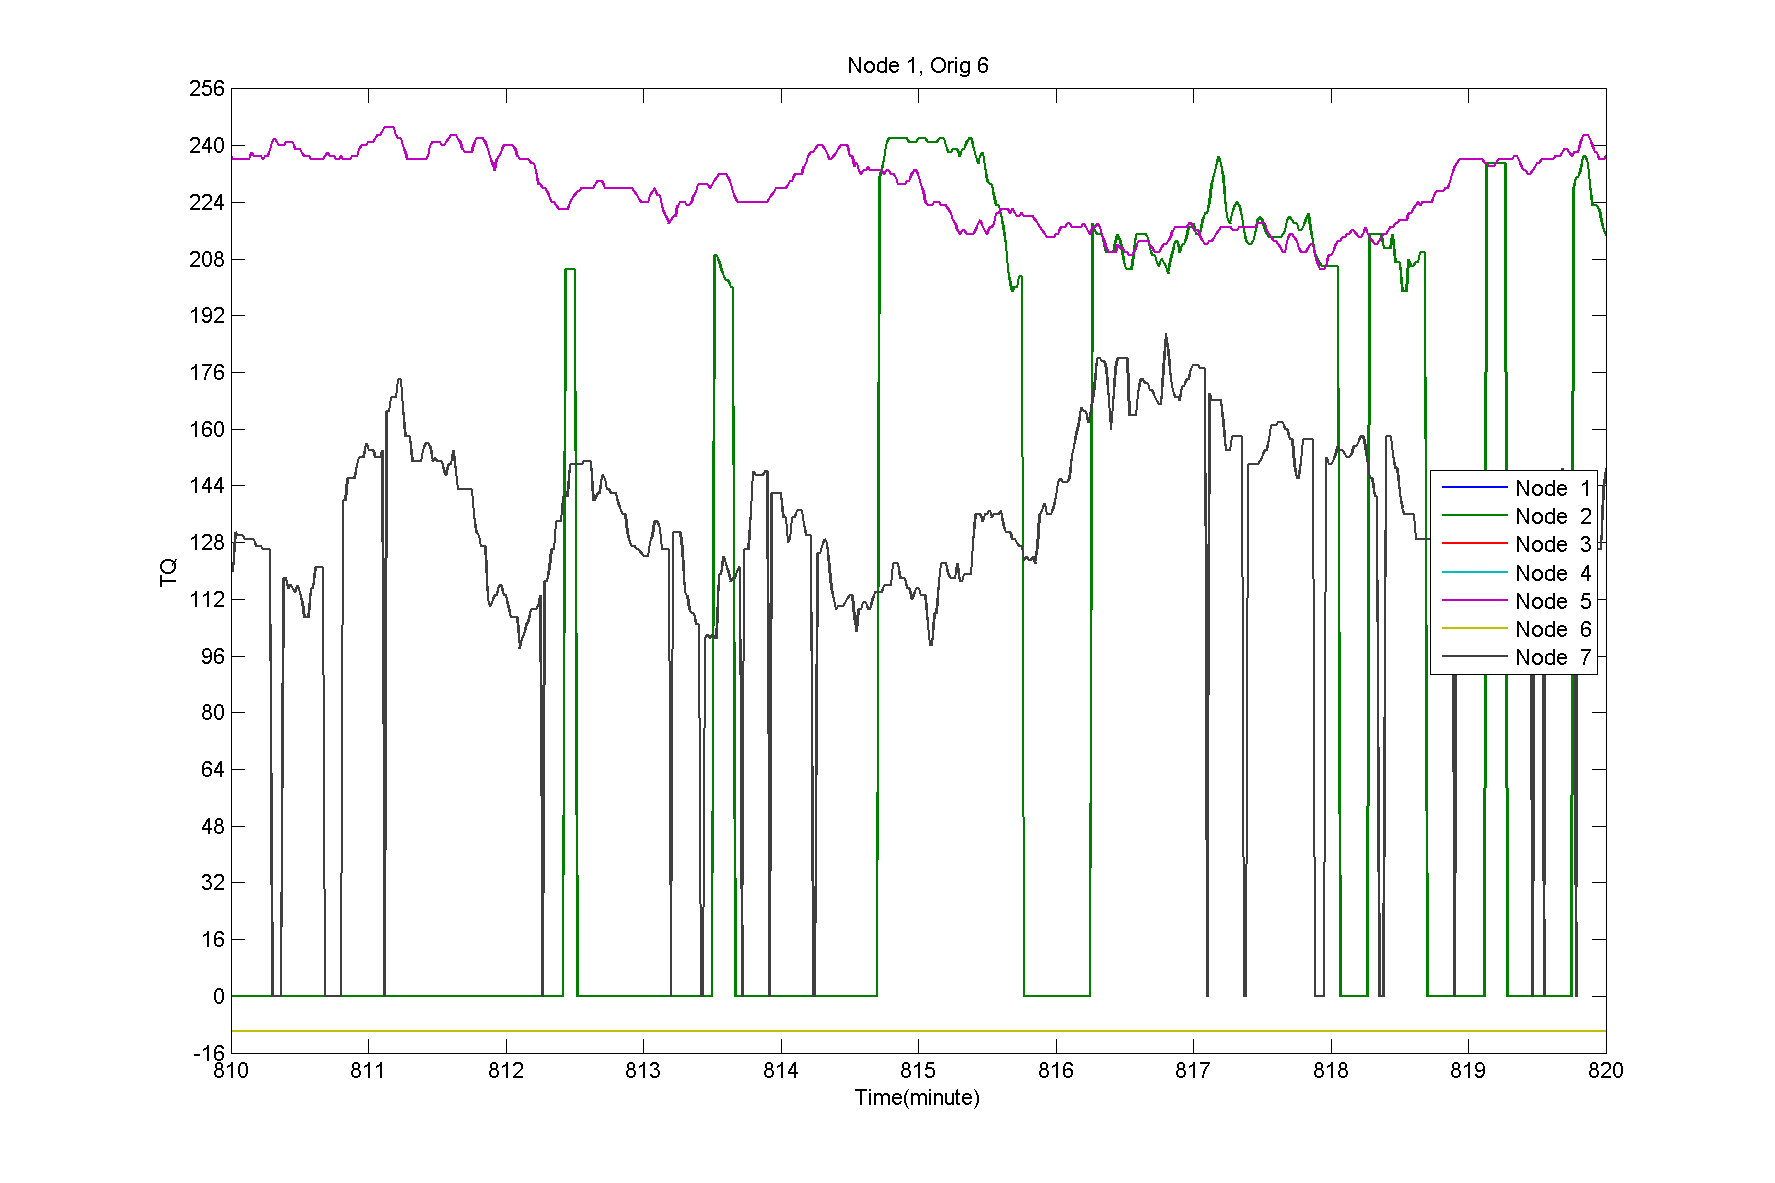 Node 1, Orig 6
256
240
224
208
192
176
160
144
128
112
96
80
64
48
32
16
0
-16
TQ
810 811 812 813 814 815 816 817 818 819 820
Time(minute)
Node 1
Node 2
Node 3
Node 4
Node 5
Node 6
Node 7